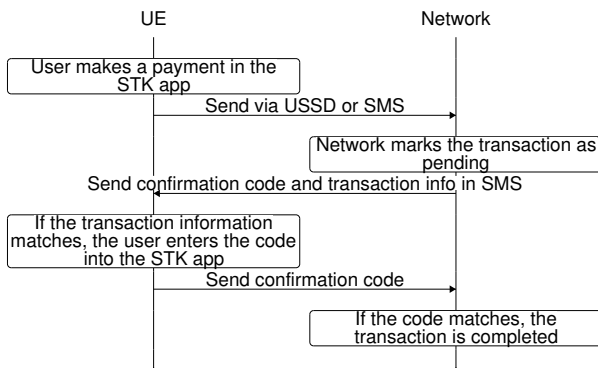 UE
Network
User makes a payment in the
STK app
Send via USSD or SMS
Network marks the transaction as
pending
Send confirmation code and transaction info in SMS
If the transaction information
matches, the user enters the code
into the STK app
Send confirmation code
If the code matches, the
transaction is completed